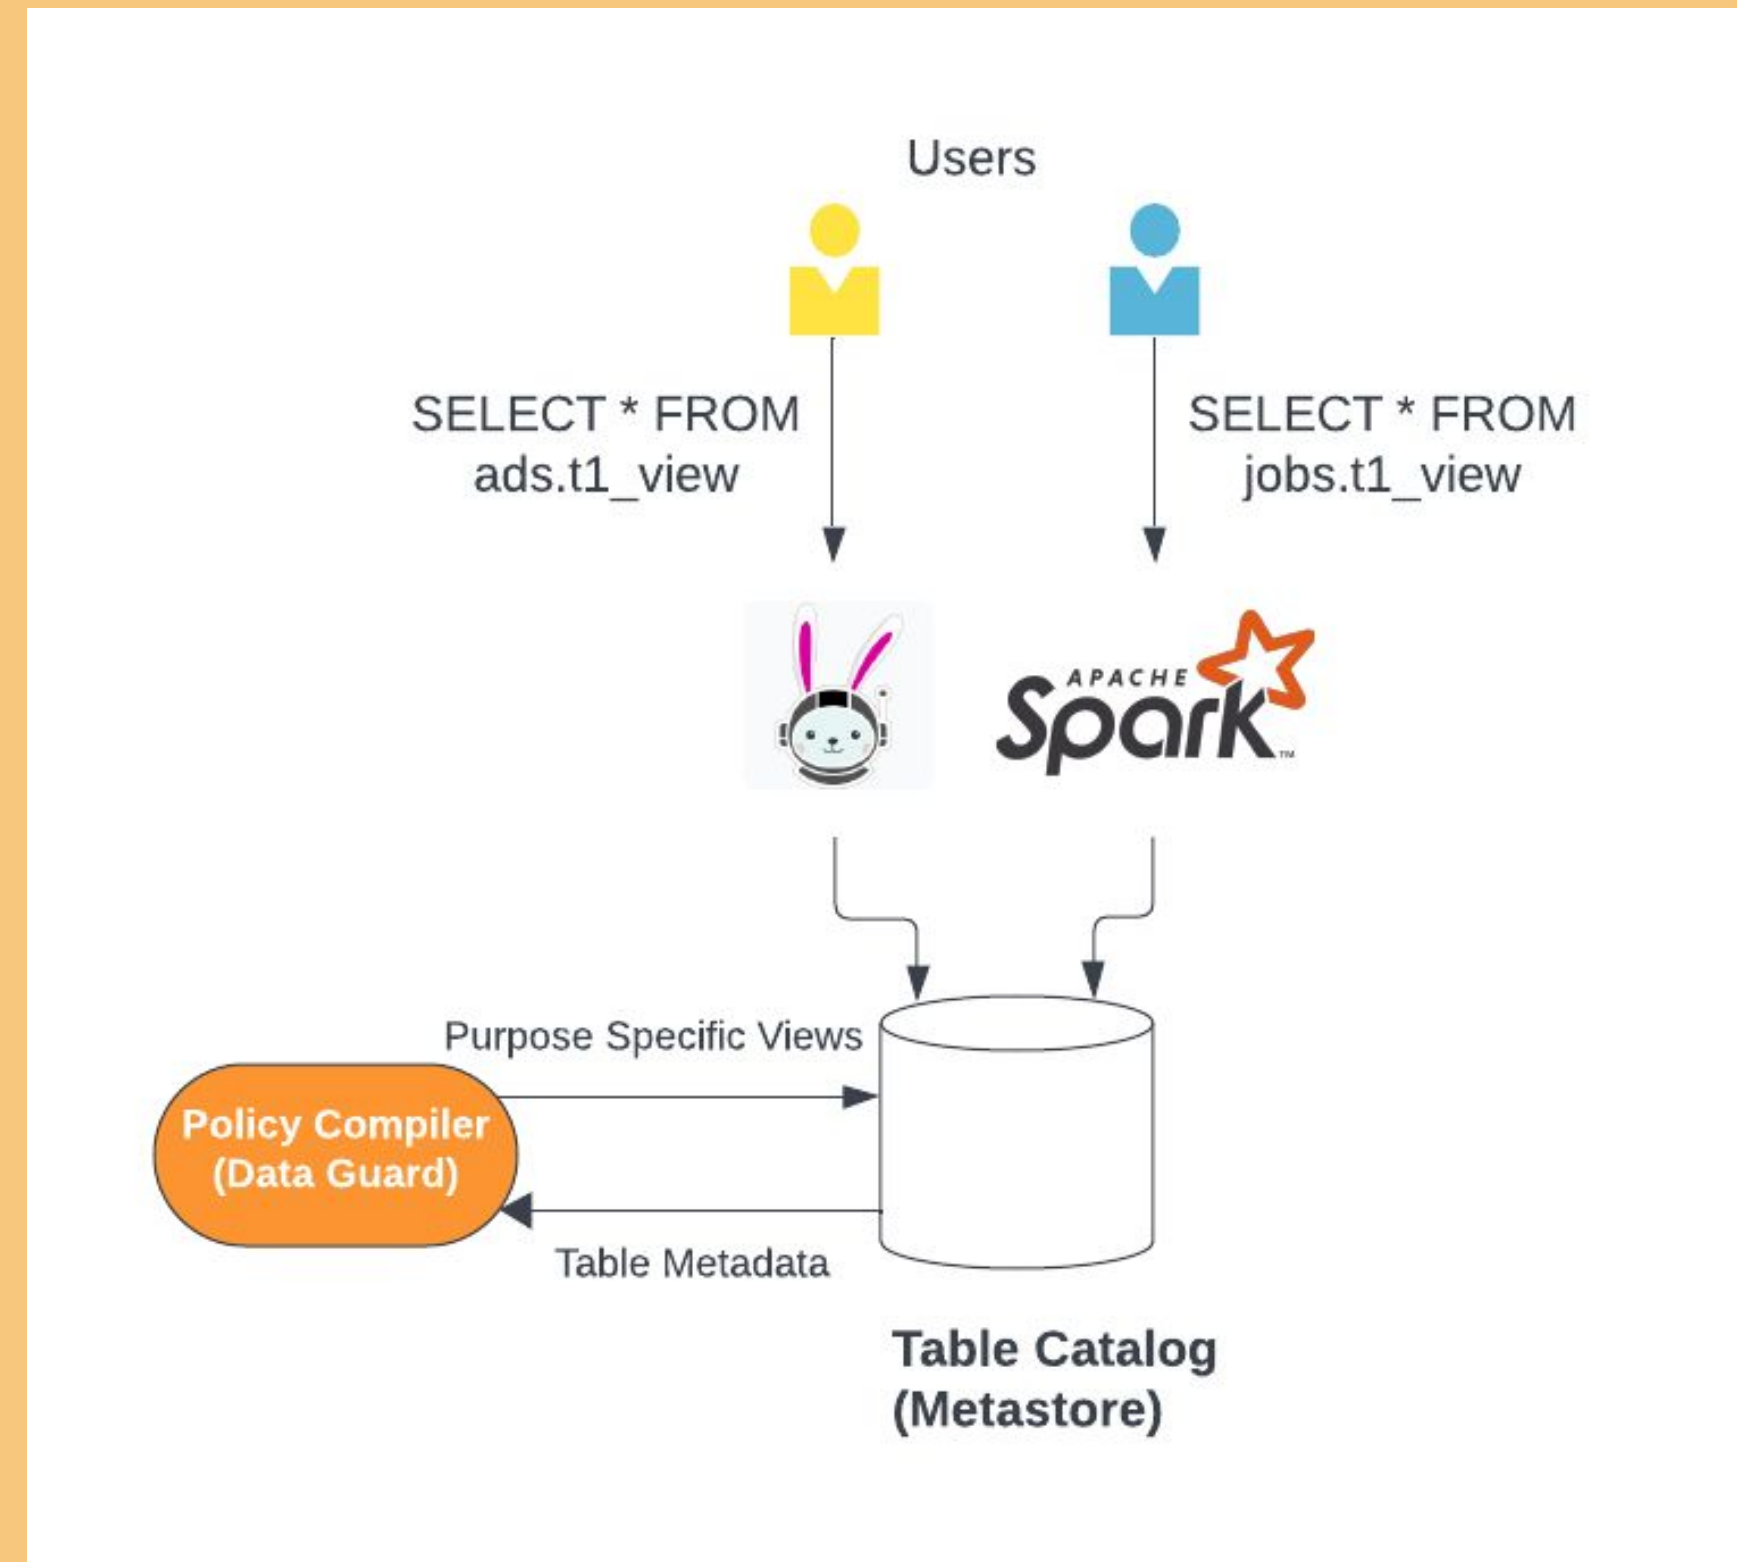 Users
SELECT * FROM
ads.t1_view
SELECT * FROM
jobs.t1_view
APACHE
Spark
TM
Purpose Specific Views
Policy Compiler
(Data Guard)
Table Metadata
Table Catalog
(Metastore)